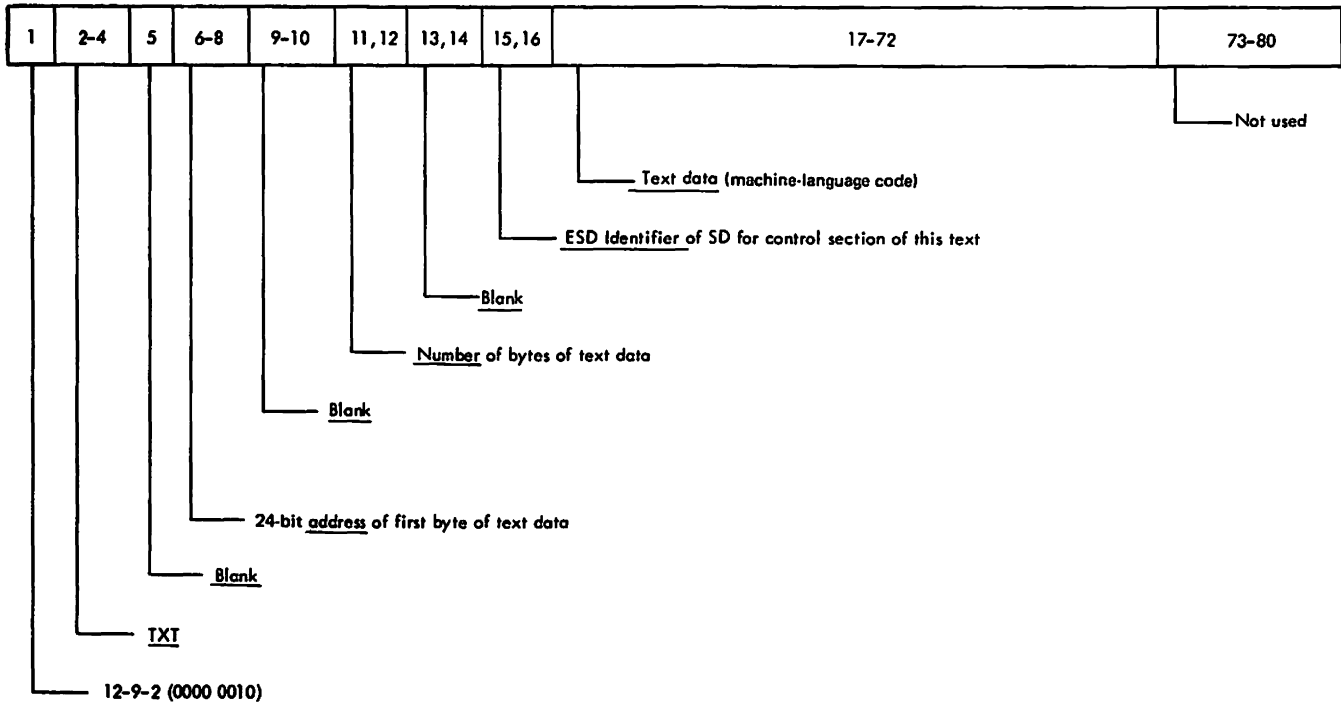 1 2-4 5 6-8 9-10 11,12 13,14 15,16 17-72 73-80
Not used
Text data (machine-language code)
ESD Identifier of SD for control section of this text
Blank
Number of bytes of text data
Blank
24-bit address of first byte of text data
Blank
TXT
12-9-2 (0000 0010)